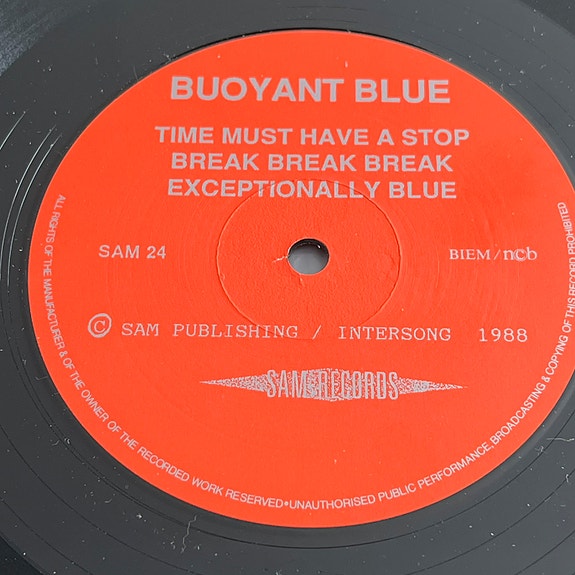 BUOYANT BLUE
TIME MUST HAVE A STOP
BREAK BREAK BREAK
EXCEPTIONALLY BLUE
SAM 24
BIEM/ncb
© SAM PUBLISHING / INTERSONG 1988
SAM RECORDS
ALL RIGHTS OF THE MANUFACTURER & OF THE OWNER OF THE RECORDED WORK RESERVED•UNAUTHORISED PUBLIC PERFORMANCE, BROADCASTING & COPYING OF THIS RECORD PROHIBITED